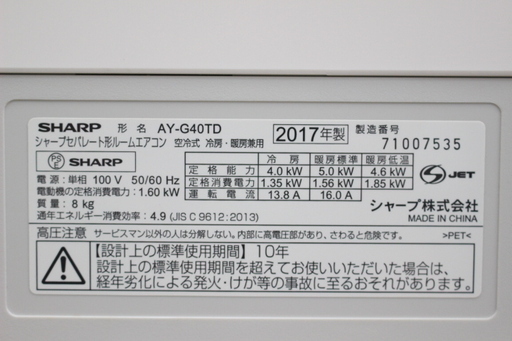 SHARP 形 名 AY-G40TD 2017年製 製造番号
シャープセパレート形ルームエアコン 空冷式 冷房・暖房兼用 71007535
PS E SHARP 冷 房 暖房標準 暖房低温
定 格 能 力 4.0 kW 5.0 kW 4.6 kW
電源:単相 100 V 50/60 Hz 定格消費電力 1.35 kW 1.56 kW 1.85 kW S JET
電動機の定格消費電力:1.60 kW 運 転 電 流 13.8 A 16.0 A
質量:8 kg シャープ株式会社
通年エネルギー消費効率:4.9 (JIS C 9612:2013) MADE IN CHINA
高圧注意 サービスマン以外の人は分解しない。内部に高電圧部があり、さわると危険です。 >PET<
【設計上の標準使用期間】10年
設計上の標準使用期間を超えてお使いいただいた場合は、
経年劣化による発火・けが等の事故に至るおそれがあります。